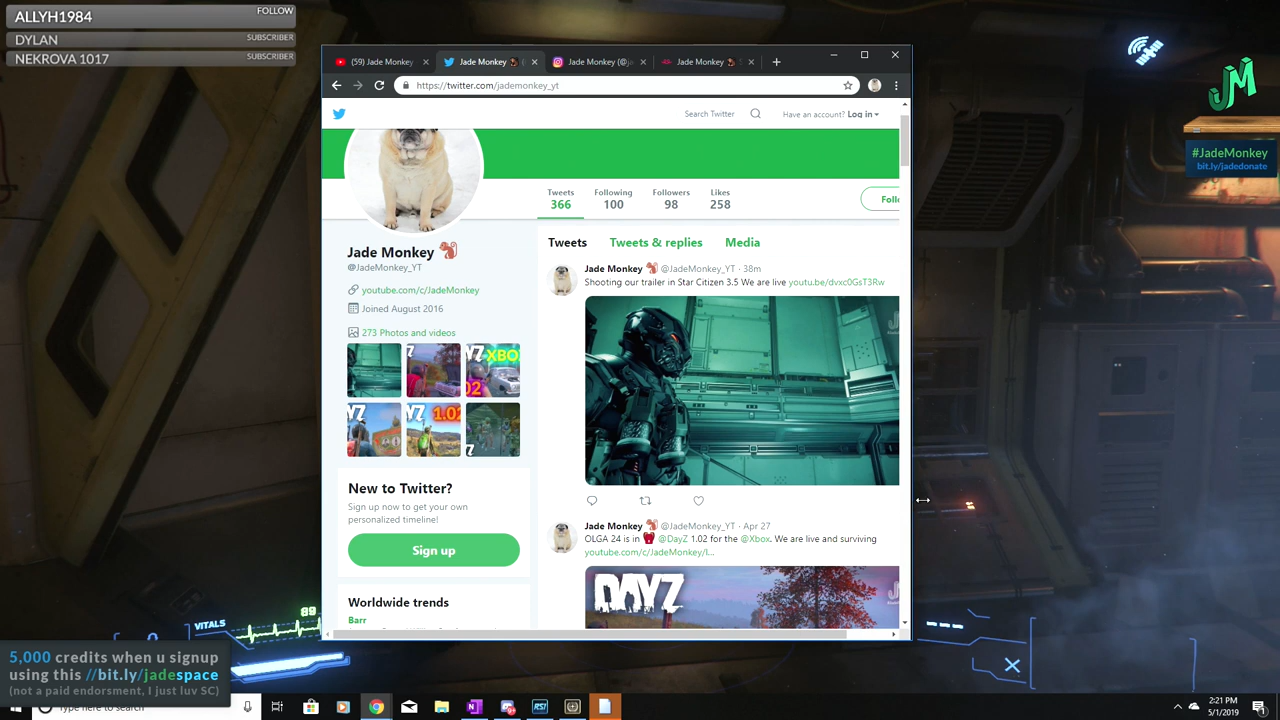 ALLYH1984 FOLLOW
DYLAN SUBSCRIBER
NEKROVA 1017 SUBSCRIBER
JM
#JadeMonkey
bit.ly/jadedonate
(59) Jade Monkey
Jade Monkey
Jade Monkey (@ja
Jade Monkey
https://twitter.com/jademonkey_yt
Search Twitter
Have an account? Log in
Tweets Following Followers Likes
366 100 98 258
Follo
Jade Monkey
@JadeMonkey_YT
youtube.com/c/JadeMonkey
Joined August 2016
273 Photos and videos
XBO
1.02
New to Twitter?
Sign up now to get your own
personalized timeline!
Sign up
Worldwide trends
Barr
Tweets Tweets & replies Media
Jade Monkey @JadeMonkey_YT · 38m
Shooting our trailer in Star Citizen 3.5 We are live youtu.be/dvxc0GsT3Rw
Jade Monkey @JadeMonkey_YT · Apr 27
OLGA 24 is in @DayZ 1.02 for the @Xbox. We are live and surviving
youtube.com/c/JadeMonkey/l...
DAYZ
89
VITALS
5,000 credits when u signup
using this //bit.ly/jadespace
(not a paid endorsment, I just luv SC)
Type here to search
2:21 PM
5/1/2019